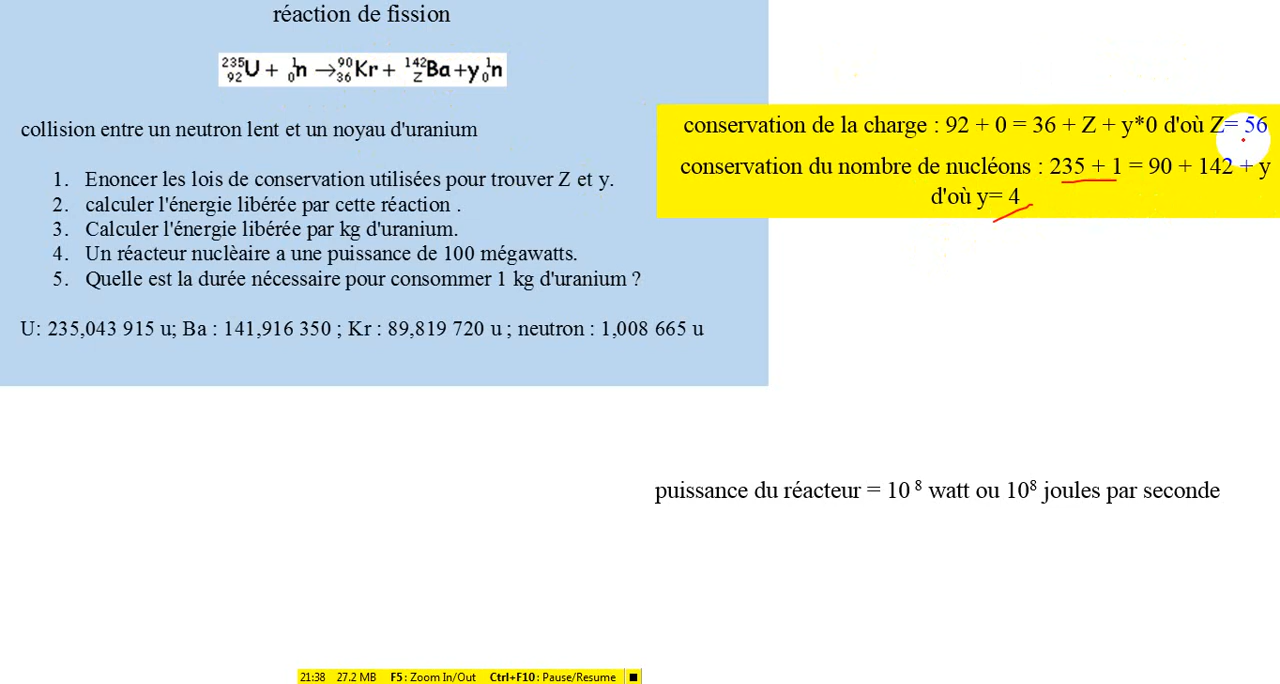 réaction de fission
²³⁵₉₂U + ¹₀n →⁹⁰₃₆Kr + ¹⁴²_ZBa+y¹₀n
collision entre un neutron lent et un noyau d'uranium
1. Enoncer les lois de conservation utilisées pour trouver Z et y.
2. calculer l'énergie libérée par cette réaction .
3. Calculer l'énergie libérée par kg d'uranium.
4. Un réacteur nuclèaire a une puissance de 100 mégawatts.
5. Quelle est la durée nécessaire pour consommer 1 kg d'uranium ?
U: 235,043 915 u; Ba : 141,916 350 ; Kr : 89,819 720 u ; neutron : 1,008 665 u
conservation de la charge : 92 + 0 = 36 + Z + y*0 d'où Z= 56
conservation du nombre de nucléons : 235 + 1 = 90 + 142 + y
d'où y= 4
puissance du réacteur = 10⁸ watt ou 10⁸ joules par seconde
21:38 27.2 MB F5: Zoom In/Out Ctrl+F10: Pause/Resume